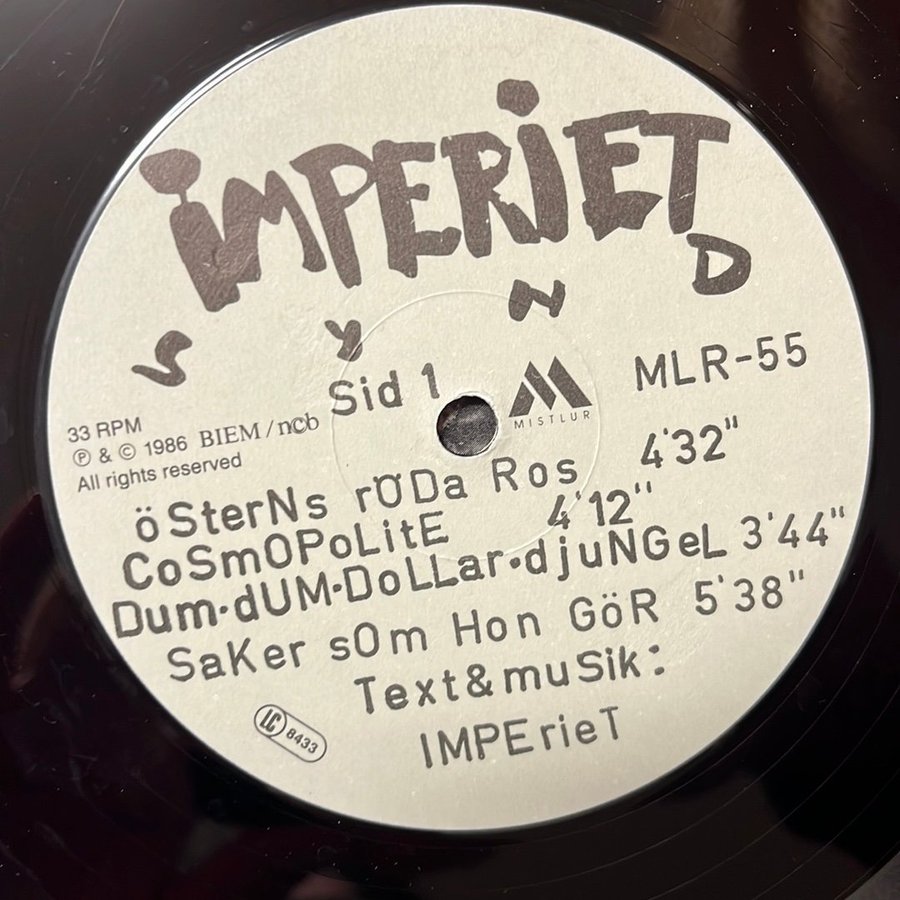 iMPERiET
SYND
Sid 1
MISTLUR
MLR-55
33 RPM
℗ & © 1986 BIEM/ncb
All rights reserved
öSterNs rÖDa Ros 4'32"
CoSmOPoLitE 4'12"
Dum·dUM·DoLLar·djuNGeL 3'44"
SaKer sOm Hon GöR 5'38"
Text&muSik:
IMPErieT
LC 8433